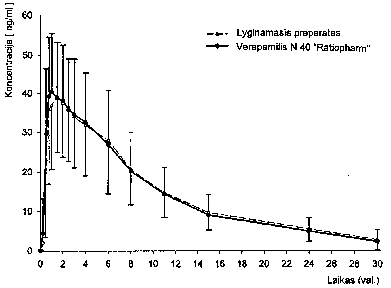 Koncentracija [ ng/ml ]
60
50
40
30
20
10
0
Lyginamasis preparatas
Verapamilis N 40 "Ratiopharm"
0 2 4 6 8 10 12 14 16 18 20 22 24 26 28 30
Laikas (val.)